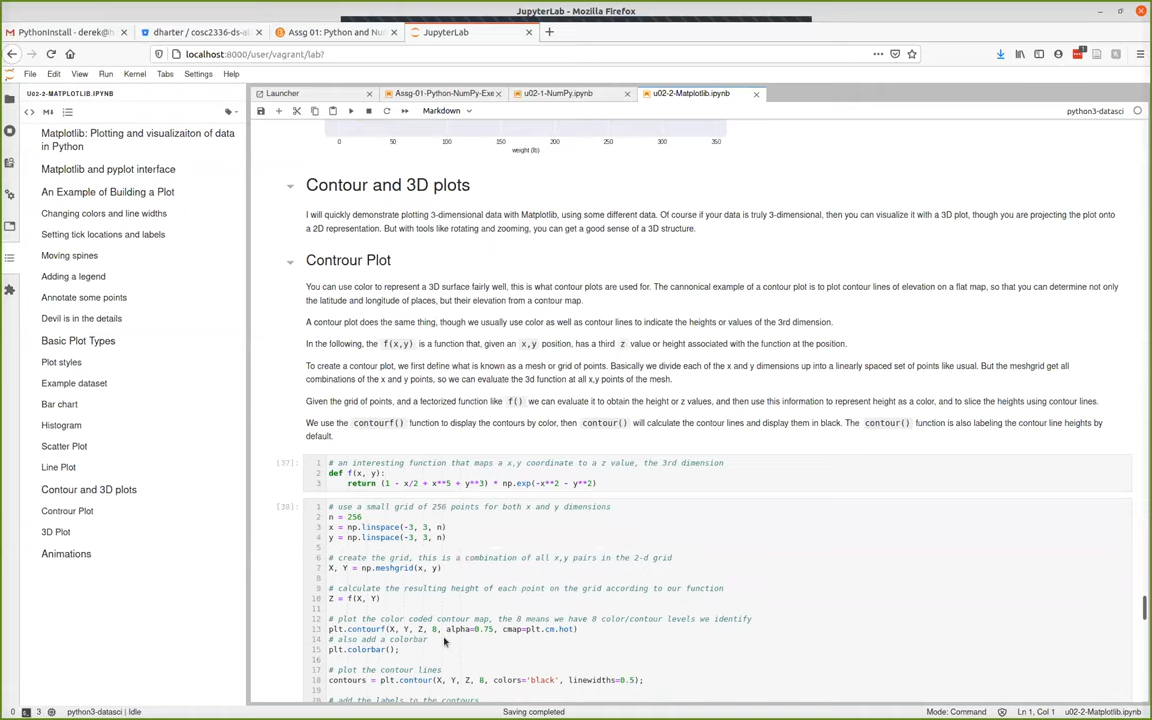 JupyterLab - Mozilla Firefox
PythonInstall - derek@h
dharter / cosc2336-ds-al
Assg 01: Python and Nu
JupyterLab
localhost:8000/user/vagrant/lab?
File Edit View Run Kernel Tabs Settings Help
U02-2-MATPLOTLIB.IPYNB
Launcher
Assg-01-Python-NumPy-Exe
u02-1-NumPy.ipynb
u02-2-Matplotlib.ipynb
Markdown
python3-datasci
Matplotlib: Plotting and visualizaiton of data
in Python
Matplotlib and pyplot interface
An Example of Building a Plot
Changing colors and line widths
Setting tick locations and labels
Moving spines
Adding a legend
Annotate some points
Devil is in the details
Basic Plot Types
Plot styles
Example dataset
Bar chart
Histogram
Scatter Plot
Line Plot
Contour and 3D plots
Contour Plot
3D Plot
Animations
0 50 100 150 200 250 300 350
weight (lb)
Contour and 3D plots
I will quickly demonstrate plotting 3-dimensional data with Matplotlib, using some different data. Of course if your data is truly 3-dimensional, then you can visualize it with a 3D plot, though you are projecting the plot onto
a 2D representation. But with tools like rotating and zooming, you can get a good sense of a 3D structure.
Contour Plot
You can use color to represent a 3D surface fairly well, this is what contour plots are used for. The cannonical example of a contour plot is to plot contour lines of elevation on a flat map, so that you can determine not only
the latitude and longitude of places, but their elevation from a contour map.
A contour plot does the same thing, though we usually use color as well as contour lines to indicate the heights or values of the 3rd dimension.
In the following, the f(x,y) is a function that, given an x,y position, has a third z value or height associated with the function at the position.
To create a contour plot, we first define what is known as a mesh or grid of points. Basically we divide each of the x and y dimensions up into a linearly spaced set of points like usual. But the meshgrid get all
combinations of the x and y points, so we can evaluate the 3d function at all x,y points of the mesh.
Given the grid of points, and a fectorized function like f() we can evaluate it to obtain the height or z values, and then use this information to represent height as a color, and to slice the heights using contour lines.
We use the contourf() function to display the contours by color, then contour() will calculate the contour lines and display them in black. The contour() function is also labeling the contour line heights by
default.
[37]: 1 # an interesting function that maps a x,y coordinate to a z value, the 3rd dimension
2 def f(x, y):
3 return (1 - x/2 + x**5 + y**3) * np.exp(-x**2 - y**2)
[38]: 1 # use a small grid of 256 points for both x and y dimensions
2 n = 256
3 x = np.linspace(-3, 3, n)
4 y = np.linspace(-3, 3, n)
5
6 # create the grid, this is a combination of all x,y pairs in the 2-d grid
7 X, Y = np.meshgrid(x, y)
8
9 # calculate the resulting height of each point on the grid according to our function
10 Z = f(X, Y)
11
12 # plot the color coded contour map, the 8 means we have 8 color/contour levels we identify
13 plt.contourf(X, Y, Z, 8, alpha=0.75, cmap=plt.cm.hot)
14 # also add a colorbar
15 plt.colorbar();
16
17 # plot the contour lines
18 contours = plt.contour(X, Y, Z, 8, colors='black', linewidths=0.5);
19
20 # add the labels to the contours
0 3 python3-datasci | Idle
Saving completed
Mode: Command Ln 1, Col 1 u02-2-Matplotlib.ipynb